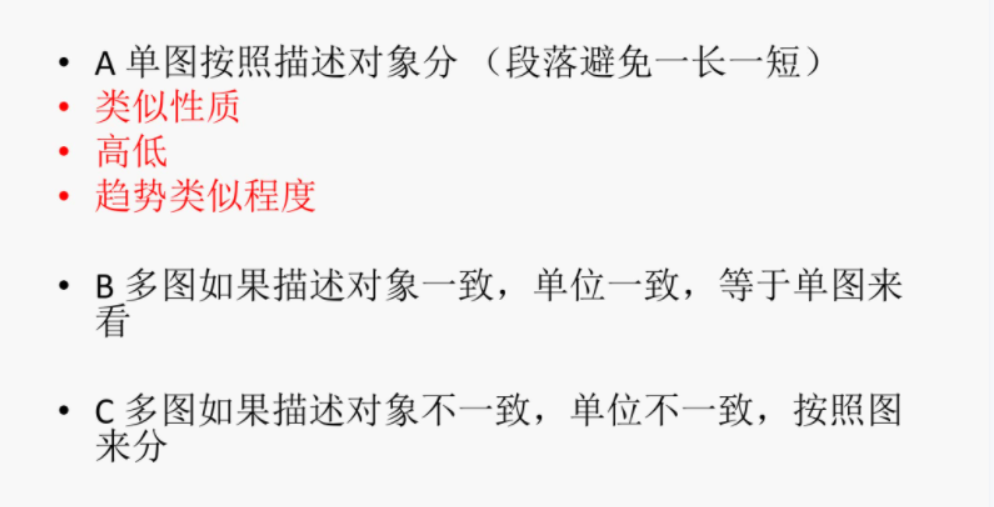 • A 单图按照描述对象分 （段落避免一长一短）
• 类似性质
• 高低
• 趋势类似程度
• B 多图如果描述对象一致，单位一致，等于单图来
看
• C 多图如果描述对象不一致，单位不一致，按照图
来分